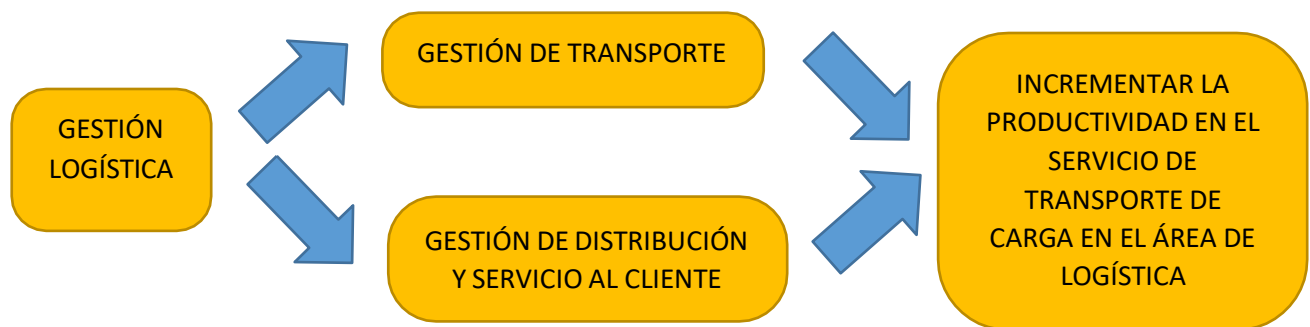 GESTIÓN
LOGÍSTICA
GESTIÓN DE TRANSPORTE
GESTIÓN DE DISTRIBUCIÓN
Y SERVICIO AL CLIENTE
INCREMENTAR LA
PRODUCTIVIDAD EN EL
SERVICIO DE
TRANSPORTE DE
CARGA EN EL ÁREA DE
LOGÍSTICA